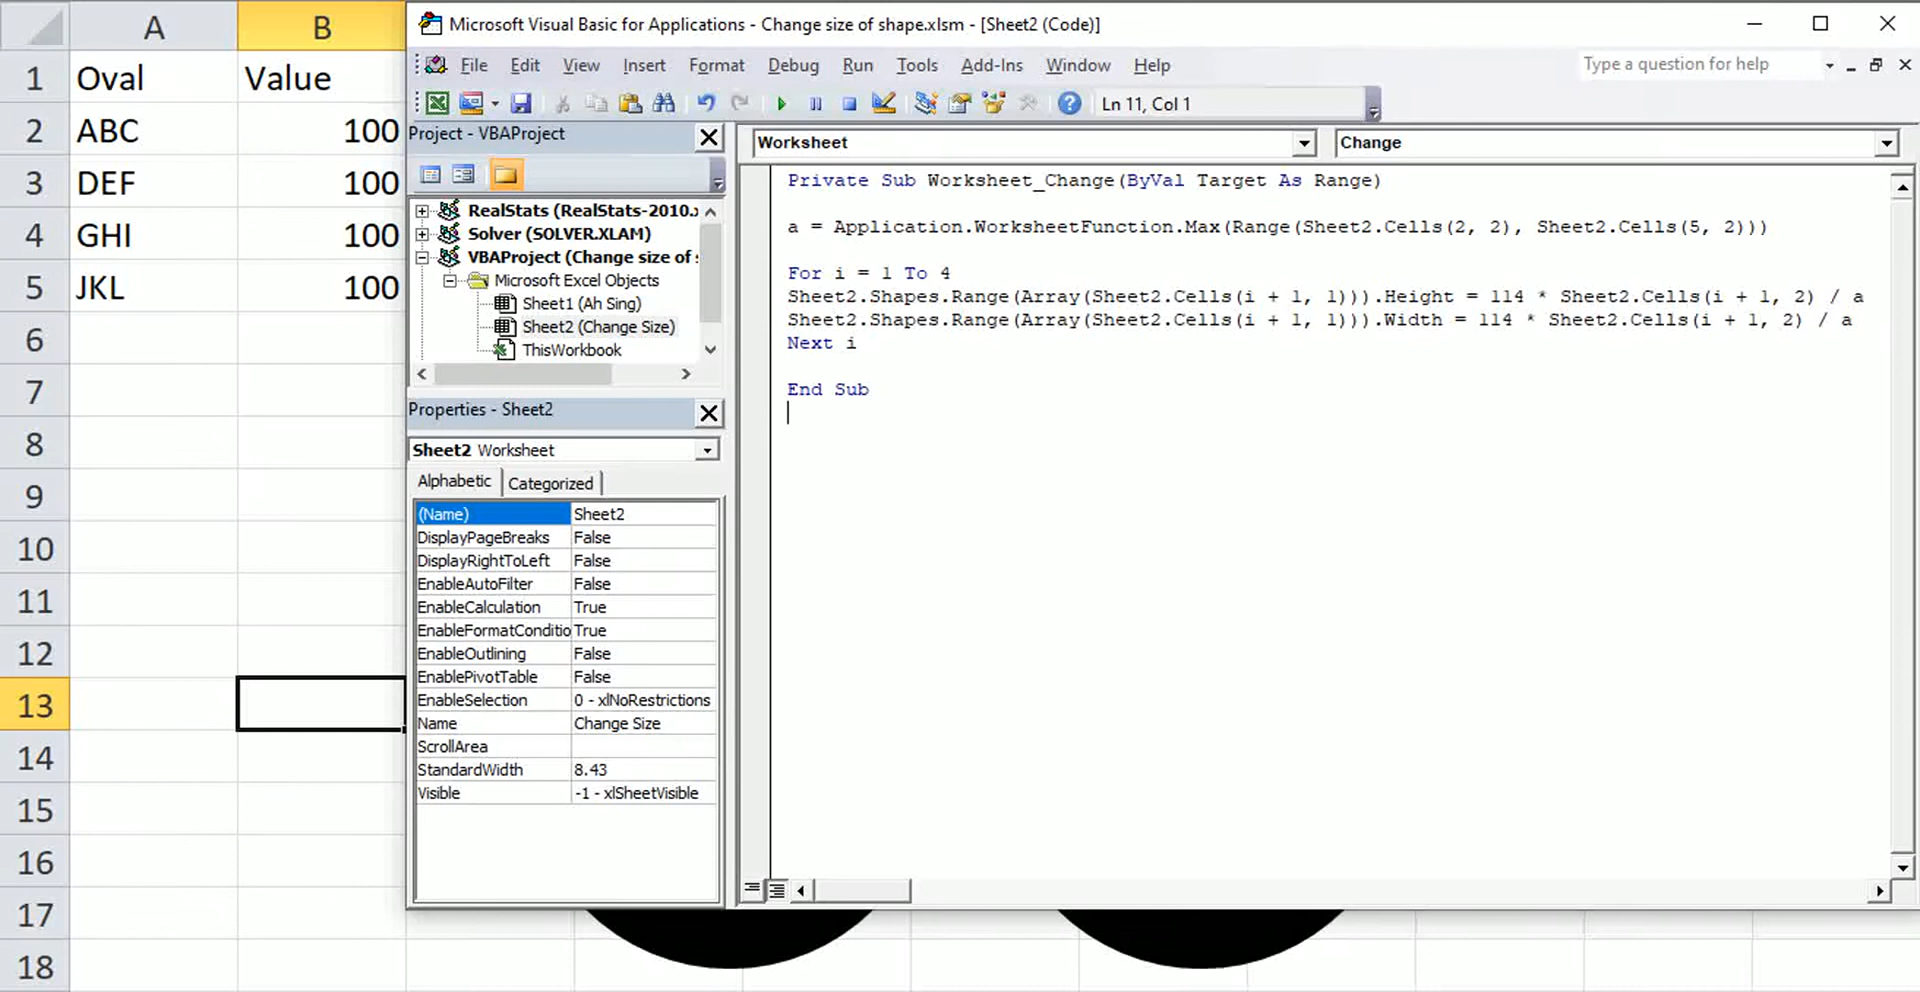 A B
1 Oval Value
2 ABC 100
3 DEF 100
4 GHI 100
5 JKL 100
6
7
8
9
10
11
12
13
14
15
16
17
18
Microsoft Visual Basic for Applications - Change size of shape.xlsm - [Sheet2 (Code)]
File Edit View Insert Format Debug Run Tools Add-Ins Window Help
Type a question for help
Ln 11, Col 1
Project - VBAProject
RealStats (RealStats-2010.x
Solver (SOLVER.XLAM)
VBAProject (Change size of s
Microsoft Excel Objects
Sheet1 (Ah Sing)
Sheet2 (Change Size)
ThisWorkbook
Properties - Sheet2
Sheet2 Worksheet
Alphabetic Categorized
(Name) Sheet2
DisplayPageBreaks False
DisplayRightToLeft False
EnableAutoFilter False
EnableCalculation True
EnableFormatConditio True
EnableOutlining False
EnablePivotTable False
EnableSelection 0 - xlNoRestrictions
Name Change Size
ScrollArea
StandardWidth 8.43
Visible -1 - xlSheetVisible
Worksheet Change
Private Sub Worksheet_Change(ByVal Target As Range)
a = Application.WorksheetFunction.Max(Range(Sheet2.Cells(2, 2), Sheet2.Cells(5, 2)))
For i = 1 To 4
Sheet2.Shapes.Range(Array(Sheet2.Cells(i + 1, 1))).Height = 114 * Sheet2.Cells(i + 1, 2) / a
Sheet2.Shapes.Range(Array(Sheet2.Cells(i + 1, 1))).Width = 114 * Sheet2.Cells(i + 1, 2) / a
Next i
End Sub